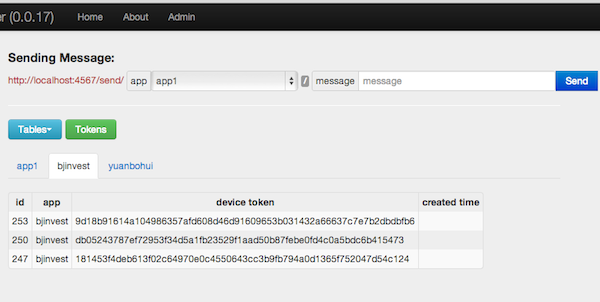 er (0.0.17) Home About Admin
Sending Message:
http://localhost:4567/send/ app app1 / message message Send
Tables Tokens
app1 bjinvest yuanbohui
id app device token created time
253 bjinvest 9d18b91614a104986357afd608d46d91609653b031432a66637c7e7b2dbdbfb6
250 bjinvest db05243787ef72953f34d5a1fb23529f1aad50b87febe0fd4c0a5bdc6b415473
247 bjinvest 181453f4deb613f02c64970e0c4550643cc3b9fb794a0d1365f752047d54c124